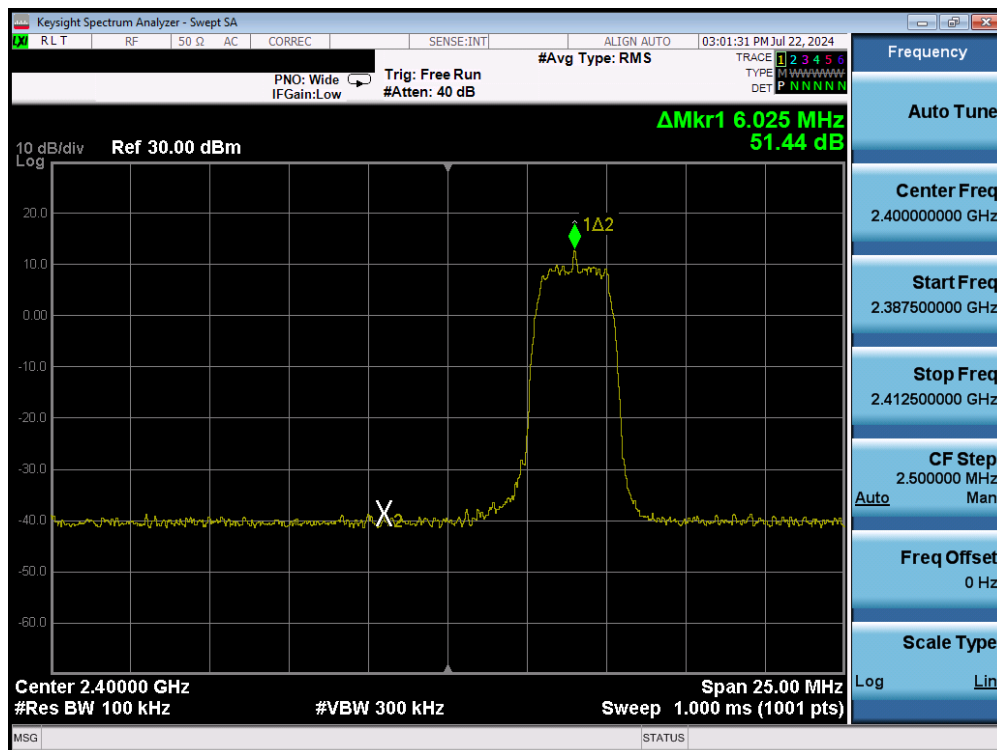 Keysight Spectrum Analyzer - Swept SA
LXI R L T RF 50 Ω AC CORREC SENSE:INT ALIGN AUTO 03:01:31 PM Jul 22, 2024
PNO: Wide
IFGain:Low
Trig: Free Run
#Atten: 40 dB
#Avg Type: RMS
TRACE 1 2 3 4 5 6
TYPE M W W W W W
DET P N N N N N
ΔMkr1 6.025 MHz
51.44 dB
10 dB/div
Log
Ref 30.00 dBm
20.0
10.0
0.00
-10.0
-20.0
-30.0
-40.0
-50.0
-60.0
1Δ2
X2
Center 2.40000 GHz
Span 25.00 MHz
#Res BW 100 kHz
#VBW 300 kHz
Sweep 1.000 ms (1001 pts)
MSG
STATUS
Frequency
Auto Tune
Center Freq
2.400000000 GHz
Start Freq
2.387500000 GHz
Stop Freq
2.412500000 GHz
CF Step
2.500000 MHz
Auto Man
Freq Offset
0 Hz
Scale Type
Log Lin